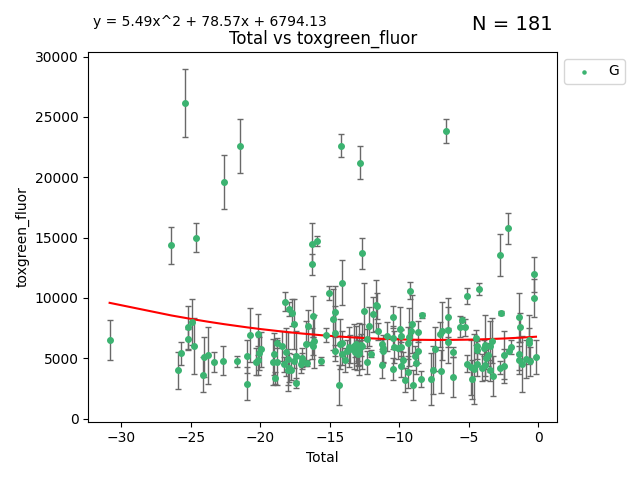 y = 5.49x^2 + 78.57x + 6794.13
N = 181
Total vs toxgreen_fluor
G
30000
25000
20000
15000
10000
5000
0
toxgreen_fluor
−30
−25
−20
−15
−10
−5
0
Total